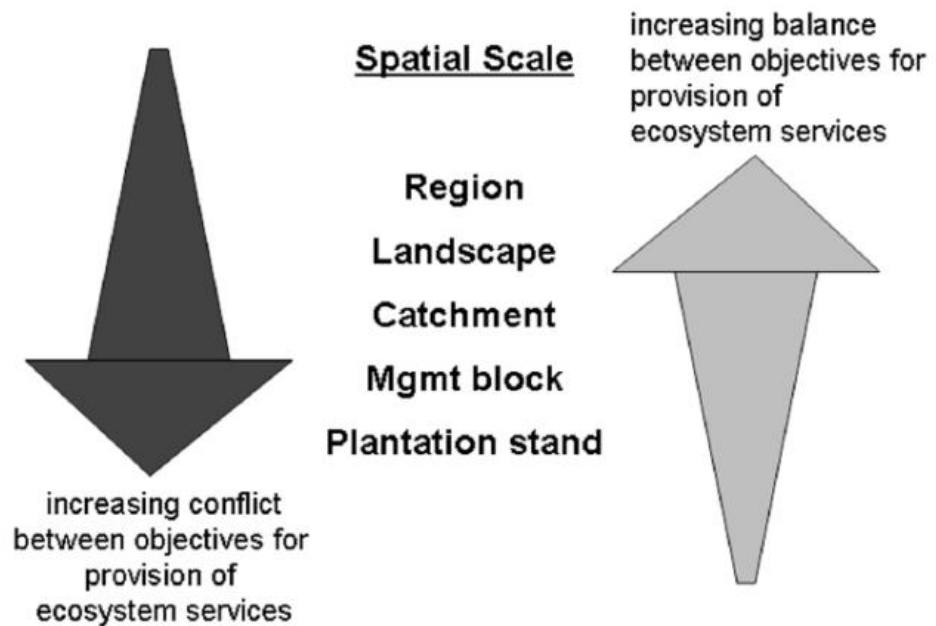 Spatial Scale
Region
Landscape
Catchment
Mgmt block
Plantation stand
increasing conflict
between objectives for
provision of
ecosystem services
increasing balance
between objectives for
provision of
ecosystem services